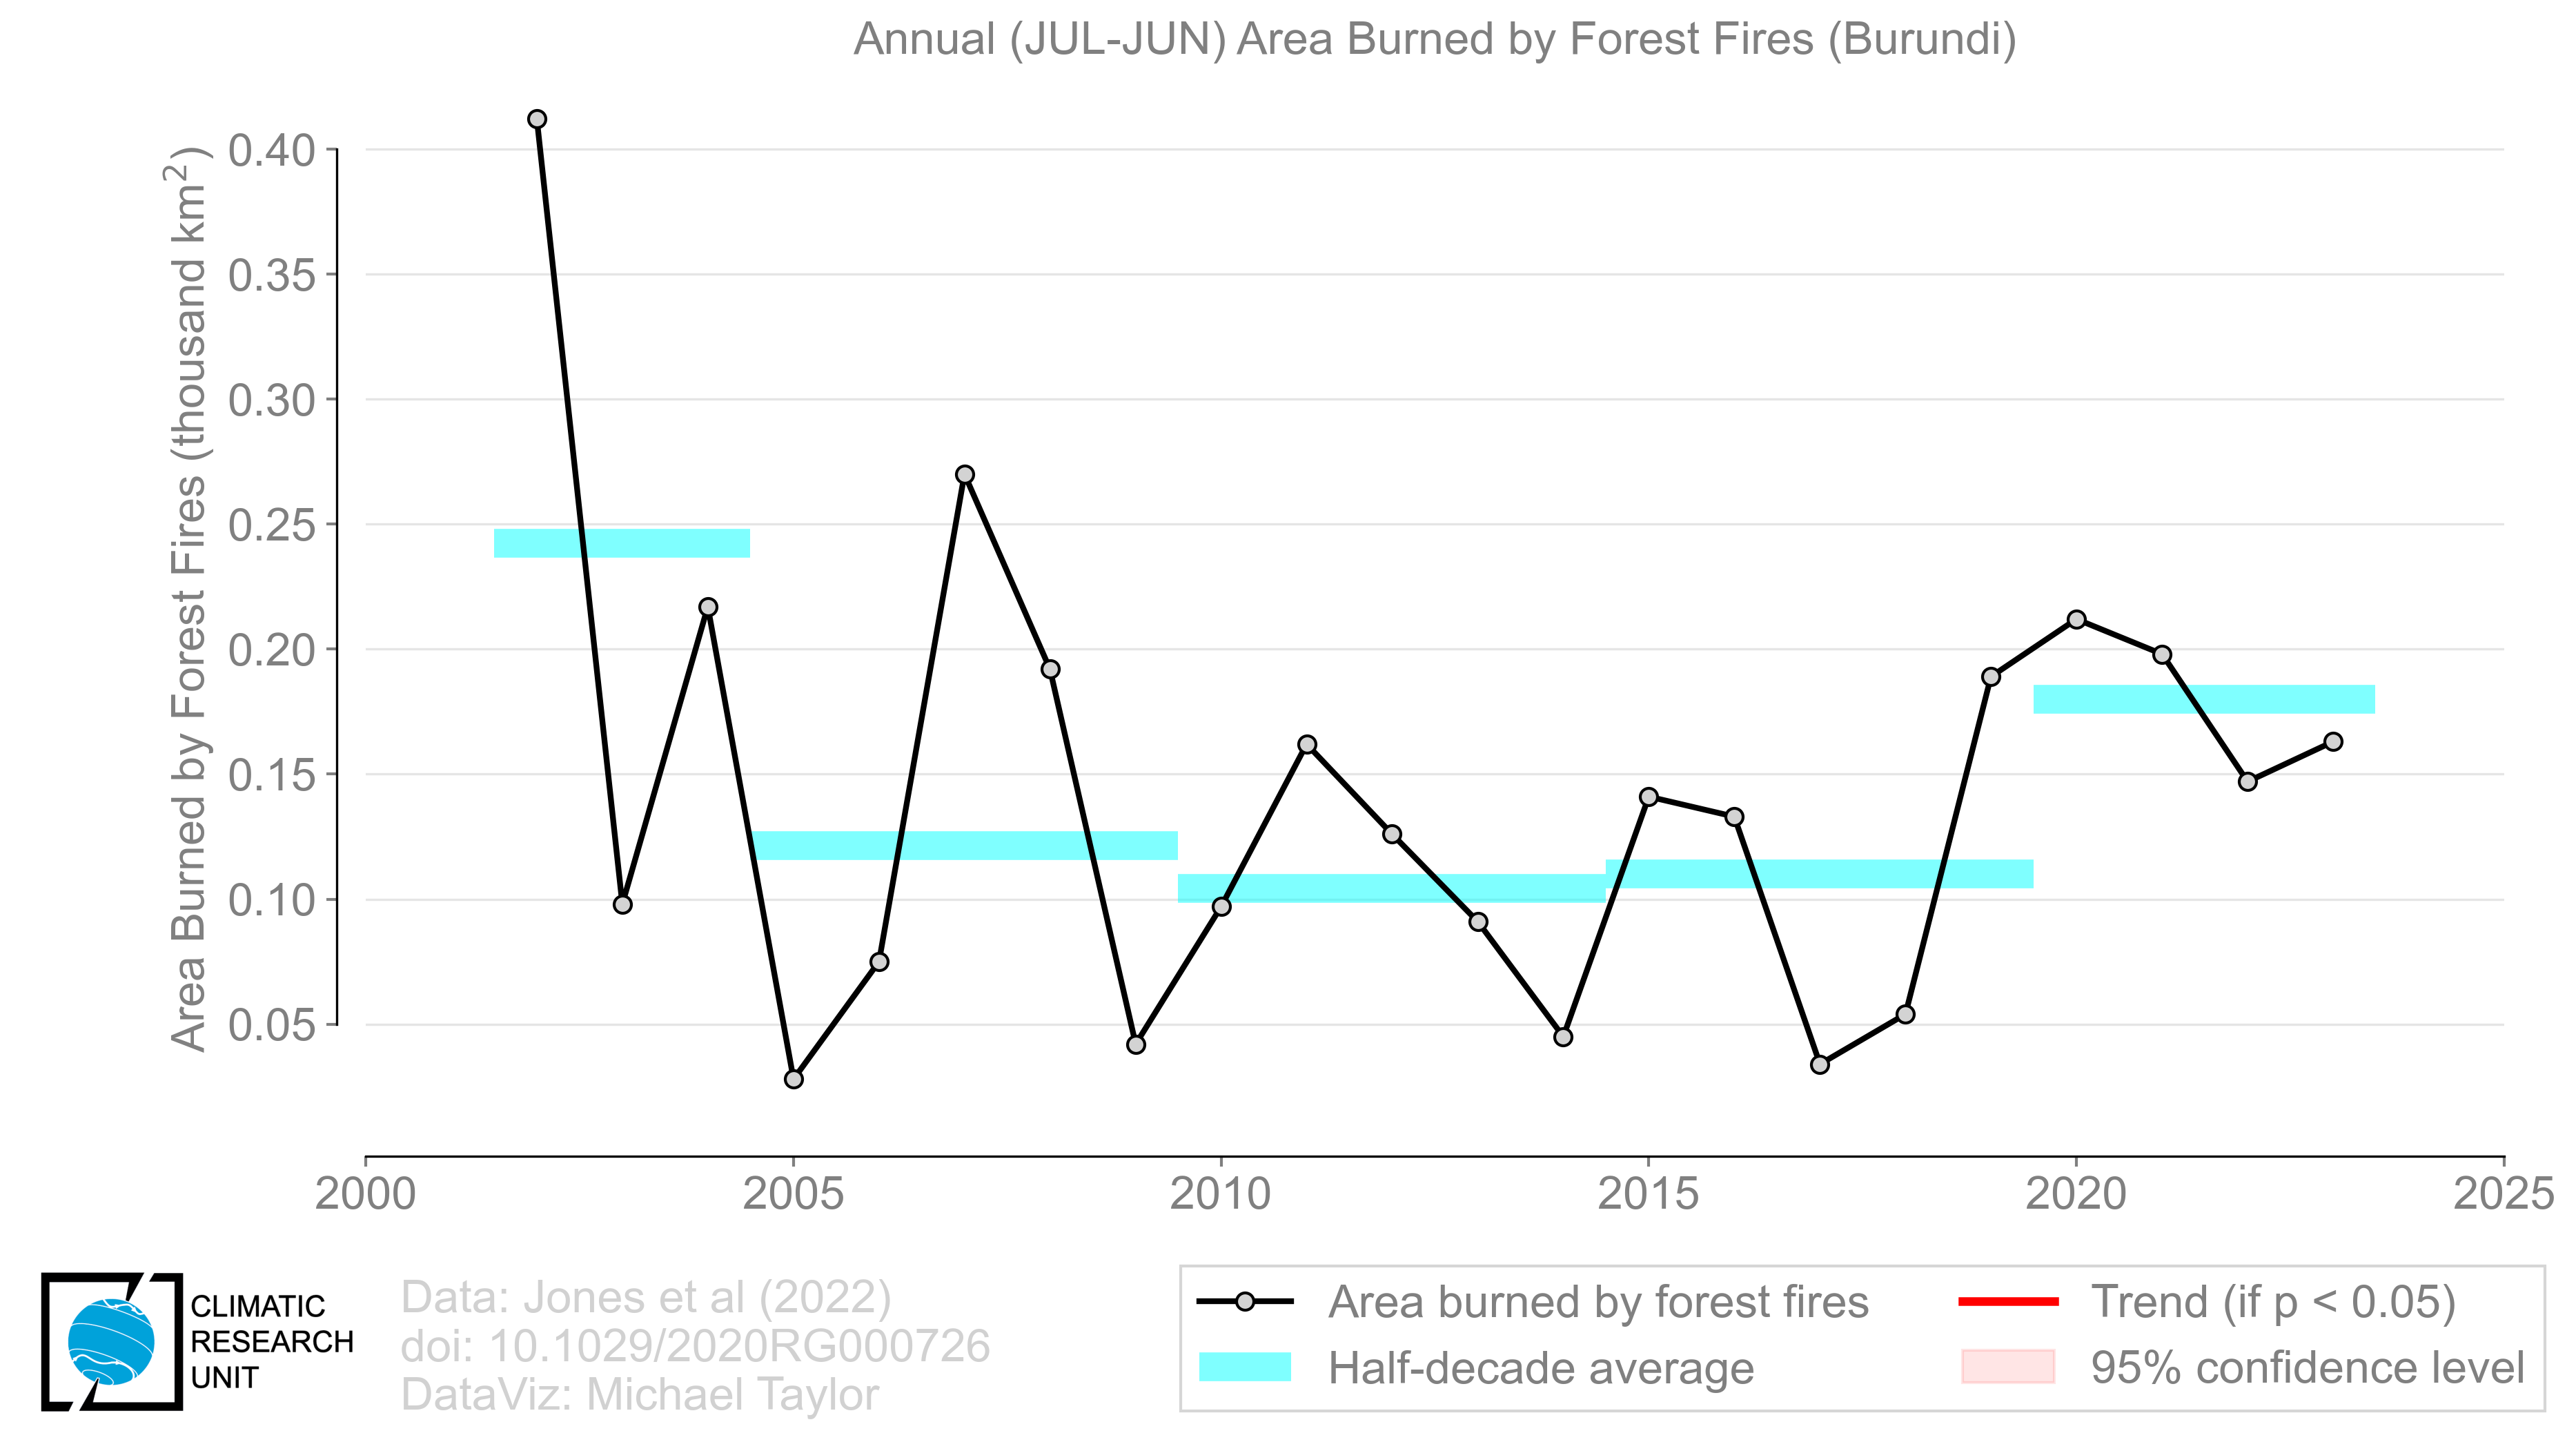 Annual (JUL-JUN) Area Burned by Forest Fires (Burundi)
Area Burned by Forest Fires (thousand km²)
0.40
0.35
0.30
0.25
0.20
0.15
0.10
0.05
2000 2005 2010 2015 2020 2025
CLIMATIC
RESEARCH
UNIT
Data: Jones et al (2022)
doi: 10.1029/2020RG000726
DataViz: Michael Taylor
Area burned by forest fires
Half-decade average
Trend (if p < 0.05)
95% confidence level